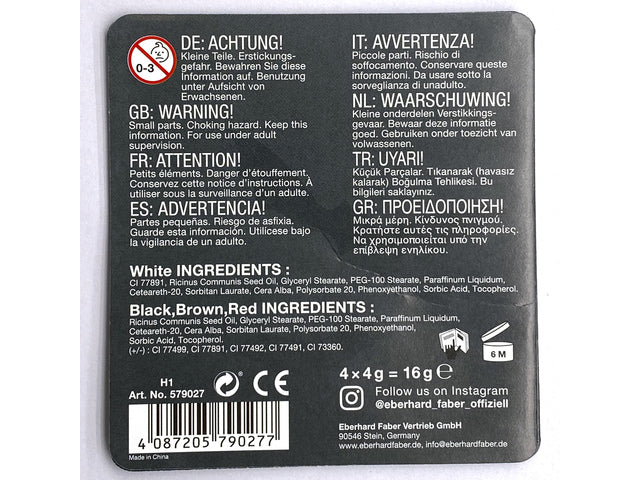 0-3
DE: ACHTUNG!
Kleine Teile. Erstickungs-
gefahr. Bewahren Sie diese
Information auf. Benutzung
unter Aufsicht von
Erwachsenen.
GB: WARNING!
Small parts. Choking hazard. Keep this
information. For use under adult
supervision.
FR: ATTENTION!
Petits éléments. Danger d'étouffement.
Conservez cette notice d'instructions. À
utiliser sous la surveillance d'un adulte.
ES: ADVERTENCIA!
Partes pequeñas. Riesgo de asfixia.
Guarde esta información. Utilícese bajo
la vigilancia de un adulto.
IT: AVVERTENZA!
Piccole parti. Rischio di
soffocamento. Conservare queste
informazioni. Da usare sotto la
sorveglianza di un adulto.
NL: WAARSCHUWING!
Kleine onderdelen Verstikkings-
gevaar. Bewaar deze informatie
goed. Gebruiken onder toezicht van
volwassenen.
TR: UYARI!
Küçük Parçalar. Tıkanarak (havasız
kalarak) Boğulma Tehlikesi. Bu
bilgileri saklayınız.
GR: ΠΡΟΕΙΔΟΠΟΙΗΣΗ!
Μικρά μέρη. Κίνδυνος πνιγμού.
Κρατήστε αυτές τις πληροφορίες.
Να χρησιμοποιείται υπό την
επίβλεψη ενηλίκου.
White INGREDIENTS :
CI 77891, Ricinus Communis Seed Oil, Glyceryl Stearate, PEG-100 Stearate, Paraffinum Liquidum,
Ceteareth-20, Sorbitan Laurate, Cera Alba, Polysorbate 20, Phenoxyethanol, Sorbic Acid, Tocopherol.
Black,Brown,Red INGREDIENTS :
Ricinus Communis Seed Oil, Glyceryl Stearate, PEG-100 Stearate, Paraffinum Liquidum,
Ceteareth-20, Cera Alba, Sorbitan Laurate, Polysorbate 20, Phenoxyethanol,
Sorbic Acid, Tocopherol.
(+/-) : CI 77499, CI 77891, CI 77492, CI 77491, CI 73360.
6 M
H1
Art. No. 579027
CE
4 087205 790277
Made in China
4×4g=16g℮
Follow us on Instagram
@eberhard_faber_offiziell
Eberhard Faber Vertrieb GmbH
90546 Stein, Germany
www.eberhardfaber.de, info@eberhardfaber.de